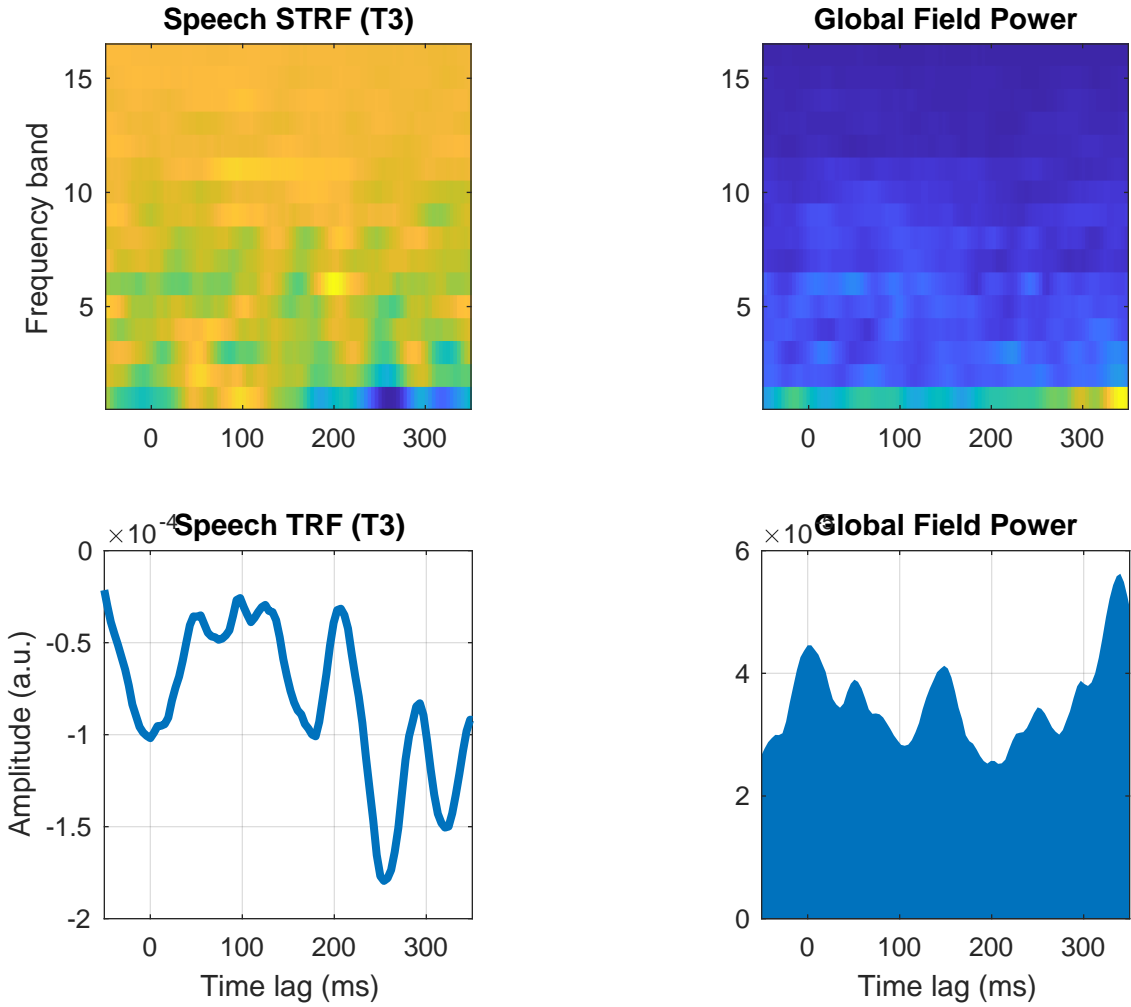 Speech STRF (T3)
Global Field Power
Frequency band
15
10
5
0 100 200 300
15
10
5
0 100 200 300
×10^-4
Speech TRF (T3)
Global Field Power
×10
Amplitude (a.u.)
0
-0.5
-1
-1.5
-2
0 100 200 300
Time lag (ms)
6
4
2
0
0 100 200 300
Time lag (ms)